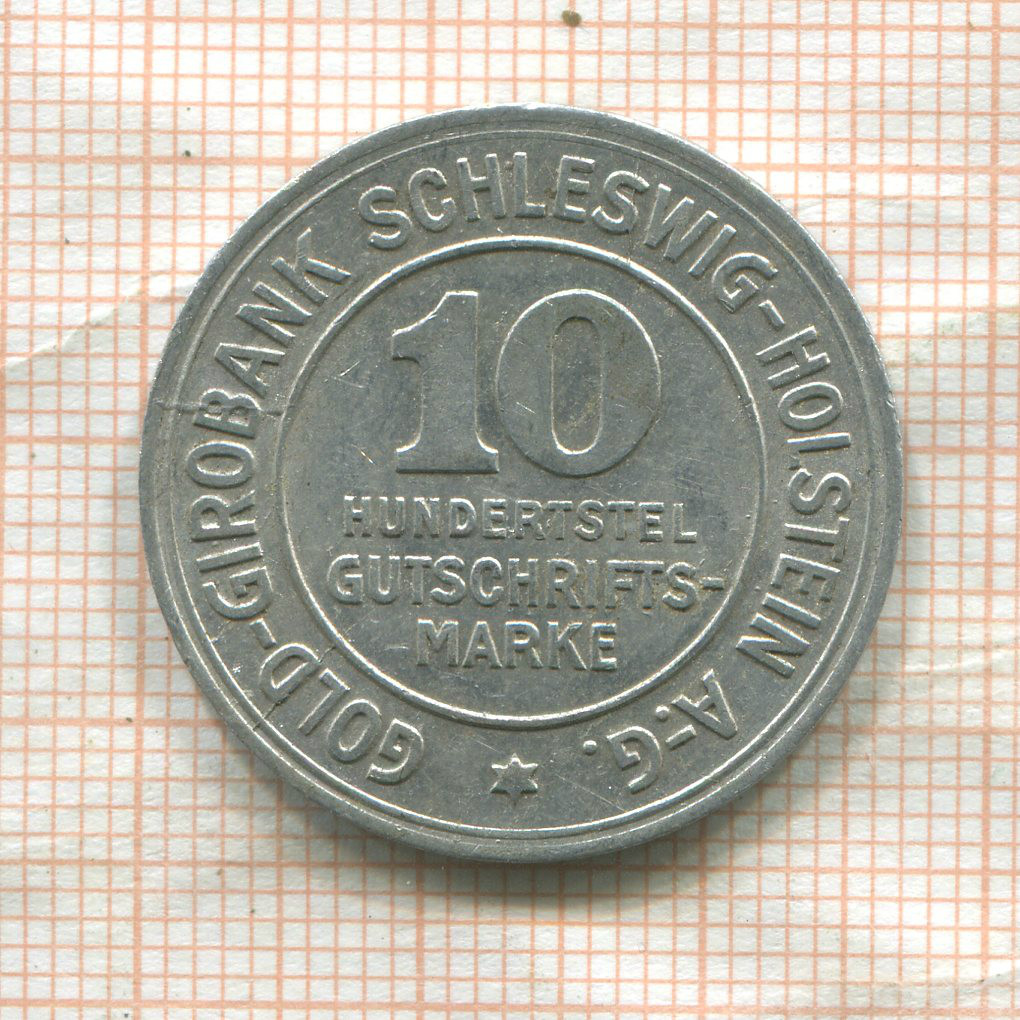 GOLD-GIROBANK SCHLESWIG-HOLSTEIN A.-G.
10
HUNDERTSTEL
GUTSCHRIFTS-
MARKE